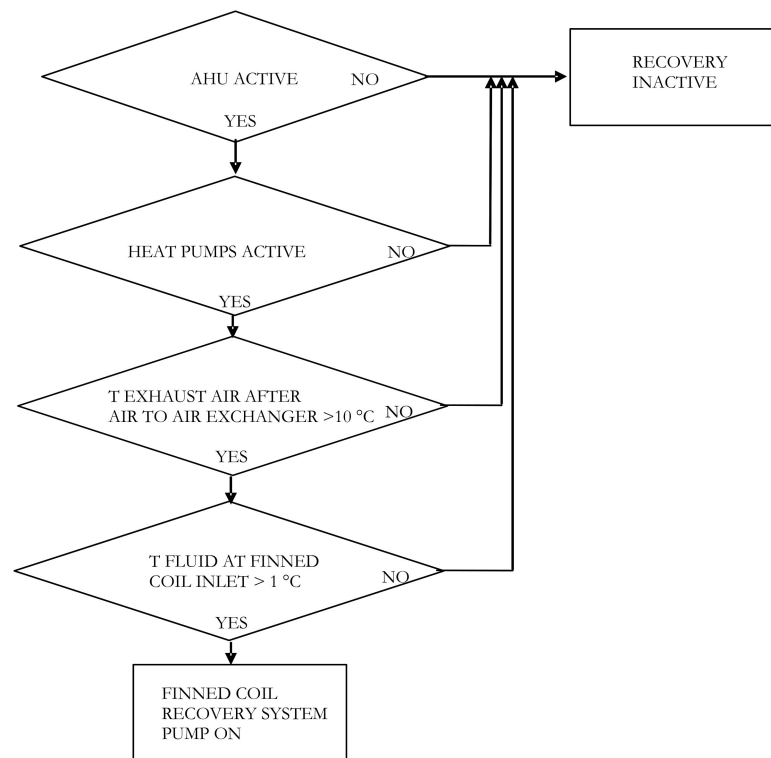 AHU ACTIVE
NO
YES
RECOVERY
INACTIVE
HEAT PUMPS ACTIVE
NO
YES
T EXHAUST AIR AFTER
AIR TO AIR EXCHANGER >10 °C
NO
YES
T FLUID AT FINNED
COIL INLET > 1 °C
NO
YES
FINNED COIL
RECOVERY SYSTEM
PUMP ON